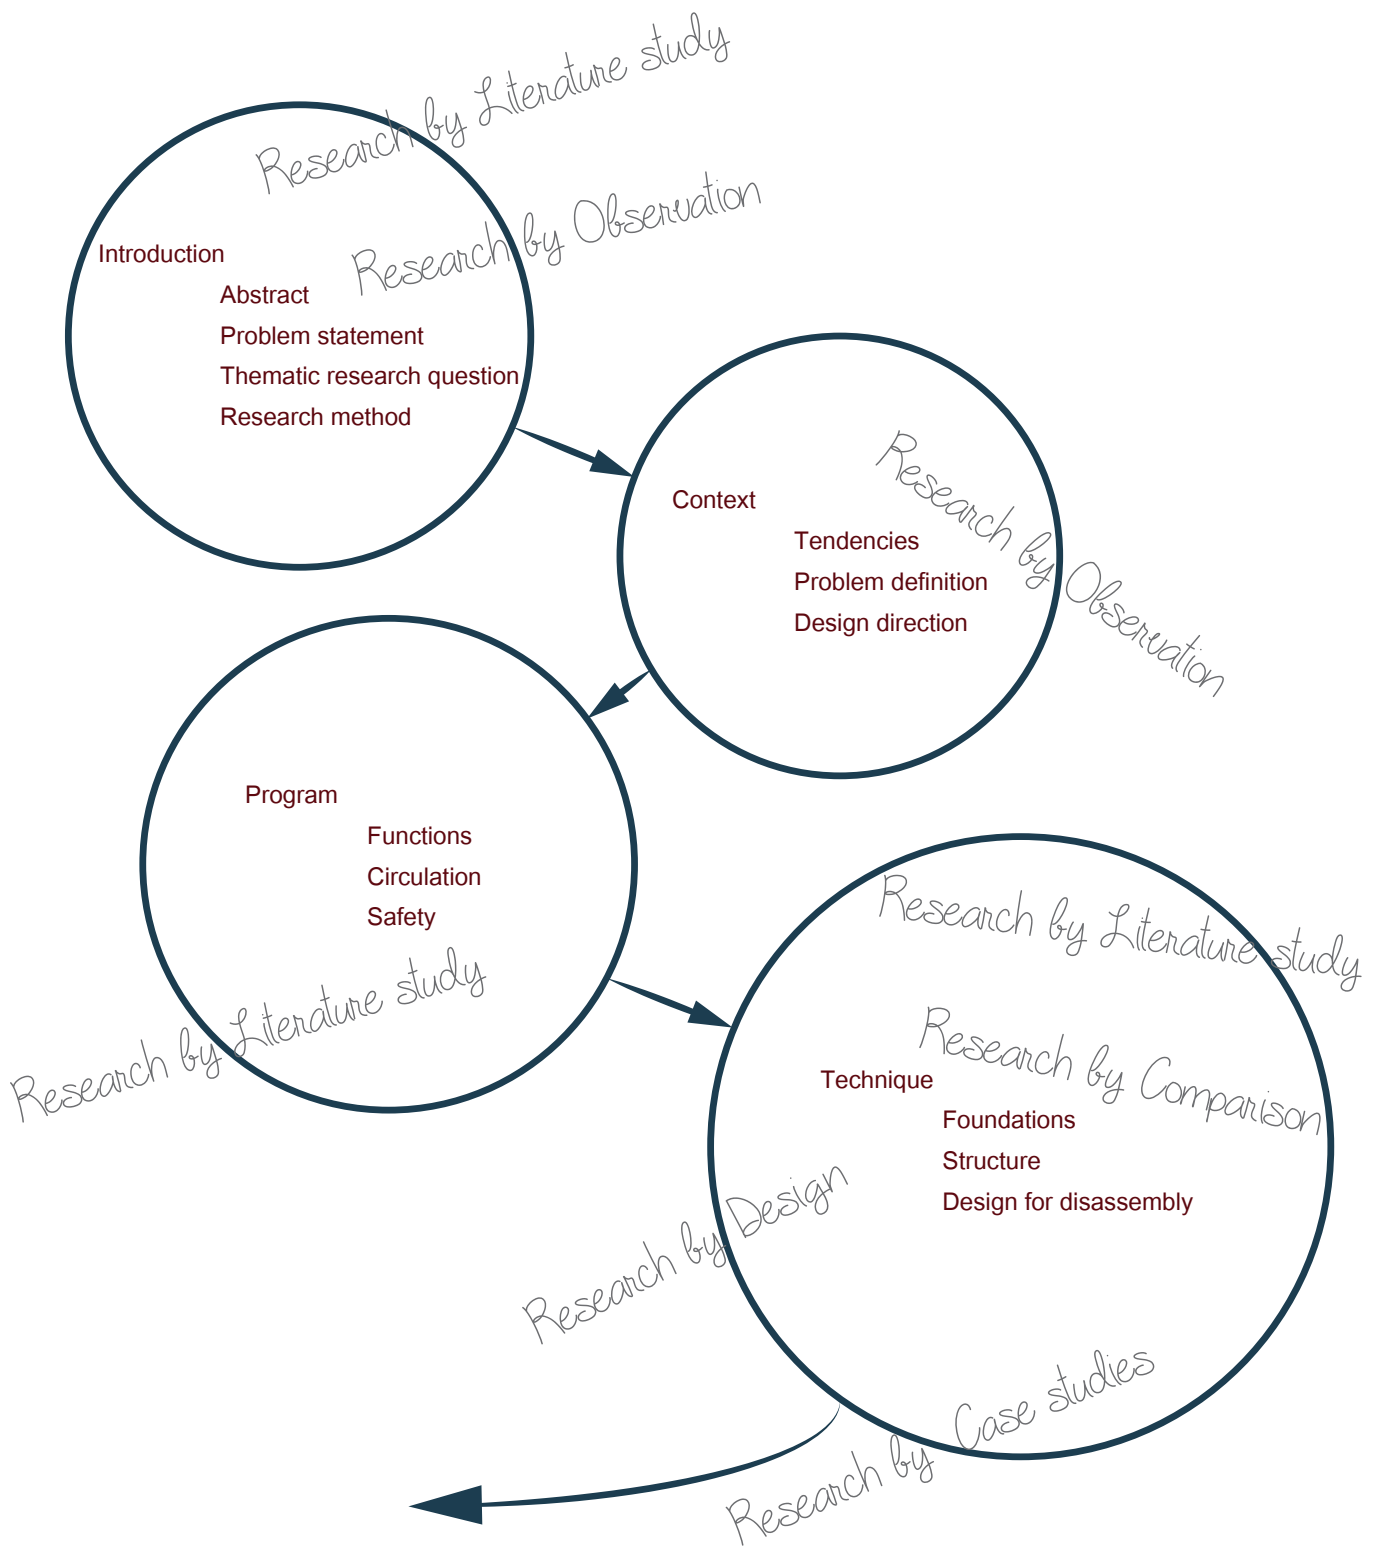 Research by Literature study
Research by Observation
Introduction
Abstract
Problem statement
Thematic research question
Research method
Research by Observation
Context
Tendencies
Problem definition
Design direction
Program
Functions
Circulation
Safety
Research by Literature study
Research by Literature study
Research by Comparison
Technique
Foundations
Structure
Design for disassembly
Research by Design
Research by Case studies